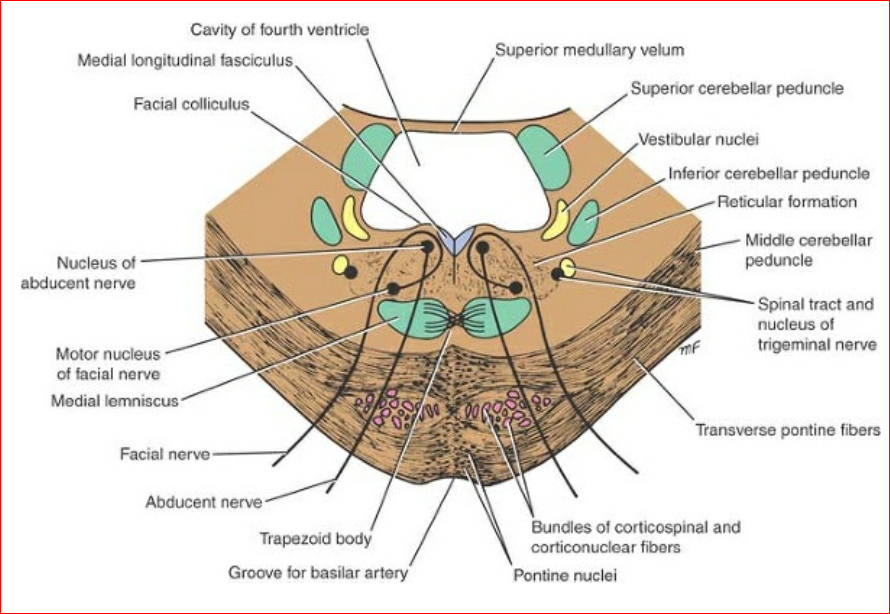 Cavity of fourth ventricle
Medial longitudinal fasciculus
Facial colliculus
Superior medullary velum
Superior cerebellar peduncle
Vestibular nuclei
Inferior cerebellar peduncle
Reticular formation
Middle cerebellar
peduncle
Spinal tract and
nucleus of
trigeminal nerve
MF
Transverse pontine fibers
Nucleus of
abducent nerve
Motor nucleus
of facial nerve
Medial lemniscus
Facial nerve
Abducent nerve
Trapezoid body
Groove for basilar artery
Bundles of corticospinal and
corticonuclear fibers
Pontine nuclei